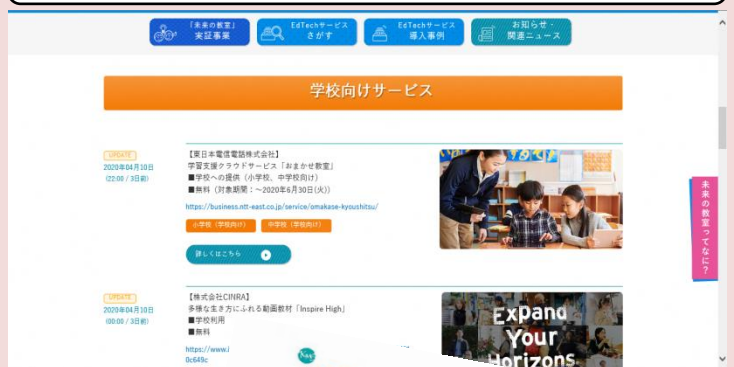 「未来の教室」
実証事業
EdTechサービス
さがす
EdTechサービス
導入事例
お知らせ・
関連ニュース
学校向けサービス
UPDATE
2020年04月10日
(22:00 / 3日前)
【東日本電信電話株式会社】
学習支援クラウドサービス「おまかせ教室」
■学校への提供（小学校、中学校向け）
■無料（対象期間：～2020年6月30日(火)）
https://business.ntt-east.co.jp/service/omakase-kyoushitsu/
小学校（学校向け）
中学校（学校向け）
詳しくはこちら
未来の教室ってなに？
UPDATE
2020年04月10日
(00:00 / 3日前)
【株式会社CINRA】
多様な生き方にふれる動画教材「Inspire High」
■学校利用
■無料
https://www.i
0c649c
Expand
Your
Horizons